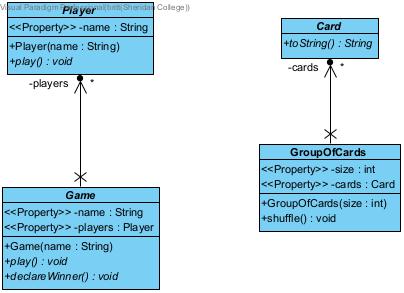 Visual Paradigm Professional(britt(Sheridan College))
Player
<<Property>> -name : String
+Player(name : String)
+play() : void
-players
*
Game
<<Property>> -name : String
<<Property>> -players : Player
+Game(name : String)
+play() : void
+declareWinner() : void
Card
+toString() : String
-cards
*
GroupOfCards
<<Property>> -size : int
<<Property>> -cards : Card
+GroupOfCards(size : int)
+shuffle() : void